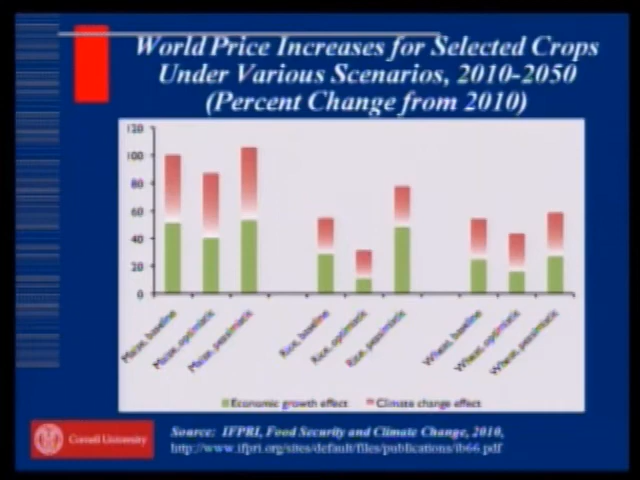 World Price Increases for Selected Crops
Under Various Scenarios, 2010-2050
(Percent Change from 2010)
120
100
80
60
40
20
0
Maize, baseline
Maize, optimistic
Maize, pessimistic
Rice, baseline
Rice, optimistic
Rice, pessimistic
Wheat, baseline
Wheat, optimistic
Wheat, pessimistic
Economic growth effect
Climate change effect
Cornell University
Source: IFPRI, Food Security and Climate Change, 2010,
http://www.ifpri.org/sites/default/files/publications/ib66.pdf